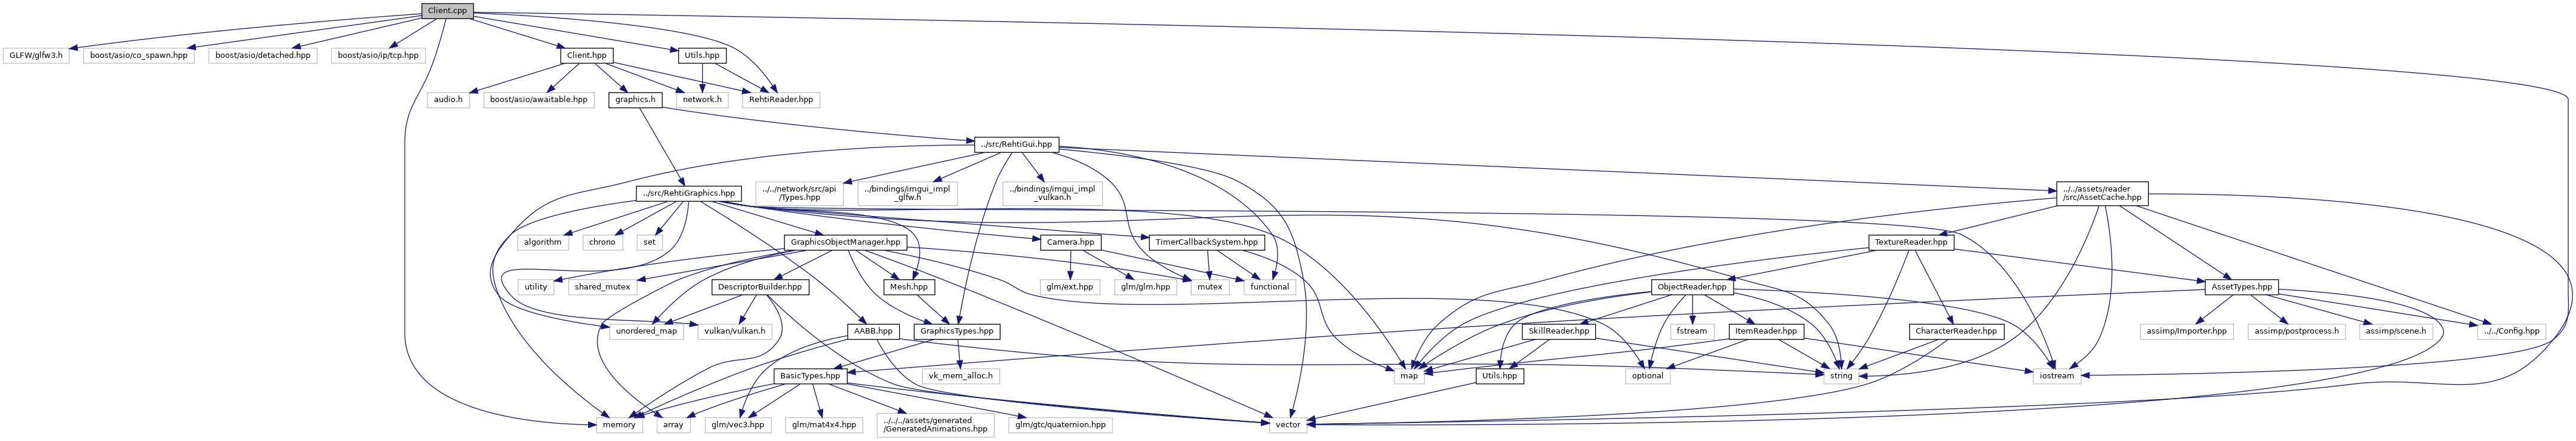 Client.cpp
GLFW/glfw3.h
boost/asio/co_spawn.hpp
boost/asio/detached.hpp
boost/asio/ip/tcp.hpp
Client.hpp
Utils.hpp
audio.h
boost/asio/awaitable.hpp
graphics.h
network.h
RehtiReader.hpp
../src/RehtiGui.hpp
../src/RehtiGraphics.hpp
../../network/src/api
/Types.hpp
../bindings/imgui_impl
_glfw.h
../bindings/imgui_impl
_vulkan.h
../../assets/reader
/src/AssetCache.hpp
algorithm
chrono
set
GraphicsObjectManager.hpp
Camera.hpp
TimerCallbackSystem.hpp
TextureReader.hpp
utility
shared_mutex
DescriptorBuilder.hpp
Mesh.hpp
glm/ext.hpp
glm/glm.hpp
mutex
functional
ObjectReader.hpp
AssetTypes.hpp
unordered_map
vulkan/vulkan.h
AABB.hpp
GraphicsTypes.hpp
SkillReader.hpp
fstream
ItemReader.hpp
CharacterReader.hpp
assimp/Importer.hpp
assimp/postprocess.h
assimp/scene.h
../../Config.hpp
BasicTypes.hpp
vk_mem_alloc.h
map
Utils.hpp
optional
string
iostream
memory
array
glm/vec3.hpp
glm/mat4x4.hpp
../../../assets/generated
/GeneratedAnimations.hpp
glm/gtc/quaternion.hpp
vector